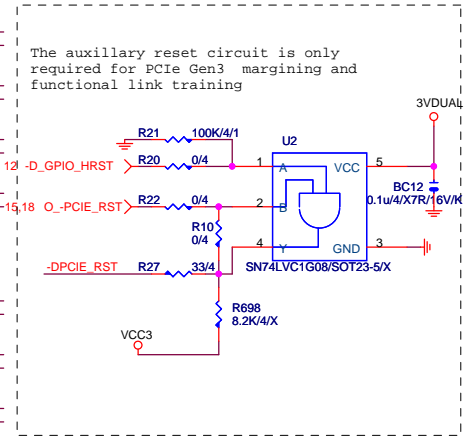 The auxillary reset circuit is only
required for PCIe Gen3 margining and
functional link training
3VDUAL
R21 100K/4/1
U2
12 -D_GPIO_HRST R20 0/4 1 A VCC 5
BC12
0.1u/4/X7R/16V/K
15,18 O_-PCIE_RST R22 0/4 2 B
R10
0/4
4 Y GND 3
-DPCIE_RST R27 33/4 SN74LVC1G08/SOT23-5/X
R698
8.2K/4/X
VCC3